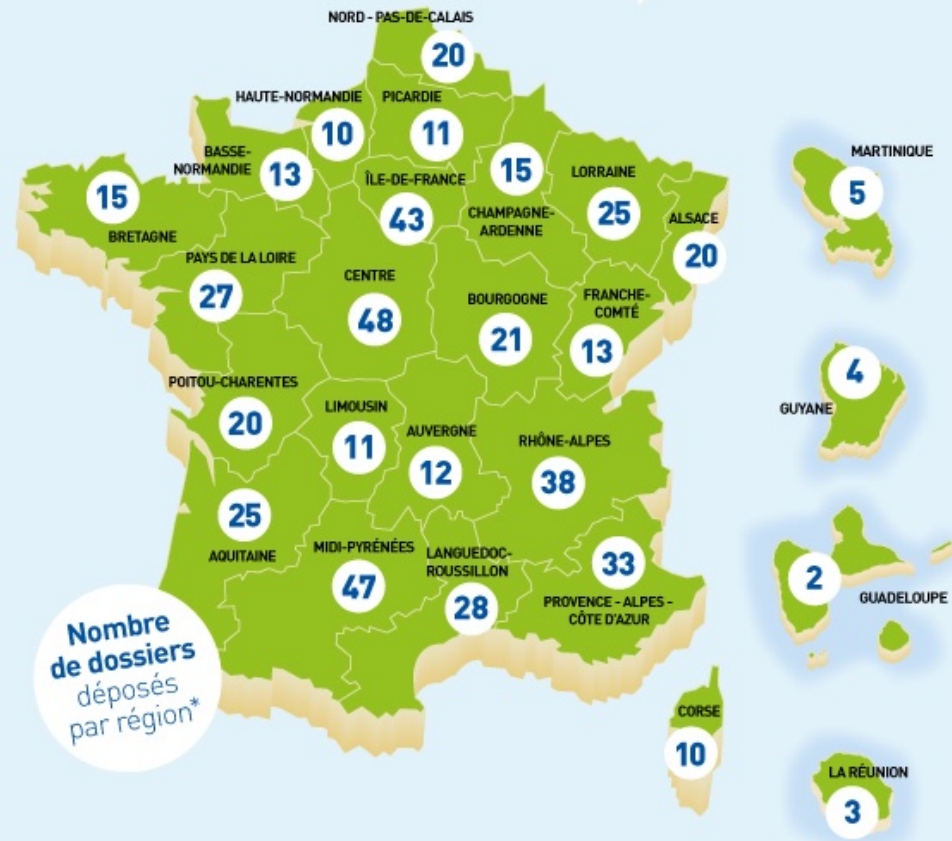 NORD - PAS-DE-CALAIS
20
HAUTE-NORMANDIE
10
PICARDIE
11
BASSE-
NORMANDIE
13
ÎLE-DE-FRANCE
43
15
CHAMPAGNE-
ARDENNE
LORRAINE
25
ALSACE
20
15
BRETAGNE
PAYS DE LA LOIRE
27
CENTRE
48
BOURGOGNE
21
FRANCHE-
COMTÉ
13
POITOU-CHARENTES
20
LIMOUSIN
11
AUVERGNE
12
RHÔNE-ALPES
38
25
AQUITAINE
MIDI-PYRÉNÉES
47
LANGUEDOC-
ROUSSILLON
28
33
PROVENCE - ALPES -
CÔTE D'AZUR
CORSE
10
MARTINIQUE
5
4
GUYANE
2
GUADELOUPE
LA RÉUNION
3
Nombre
de dossiers
déposés
par région*